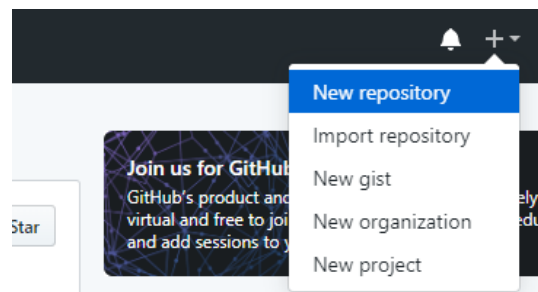 New repository
Import repository
New gist
New organization
New project
Join us for GitHub
GitHub's product and
virtual and free to joi
and add sessions to y
Star